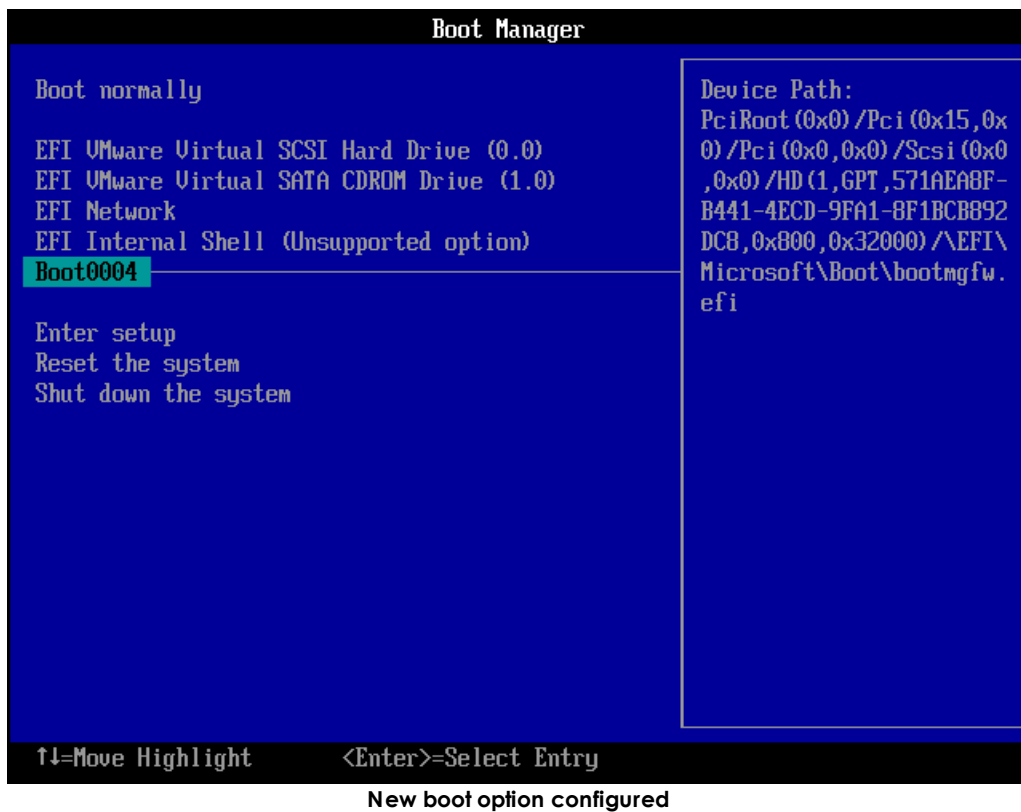 Boot Manager
Boot normally
EFI VMware Virtual SCSI Hard Drive (0.0)
EFI VMware Virtual SATA CDROM Drive (1.0)
EFI Network
EFI Internal Shell (Unsupported option)
Boot0004
Enter setup
Reset the system
Shut down the system
Device Path:
PciRoot(0x0)/Pci(0x15,0x
0)/Pci(0x0,0x0)/Scsi(0x0
,0x0)/HD(1,GPT,571AEA8F-
B441-4ECD-9FA1-8F1BCB892
DC8,0x800,0x32000)/\EFI\
Microsoft\Boot\bootmgfw.
efi
↑↓=Move Highlight <Enter>=Select Entry
New boot option configured